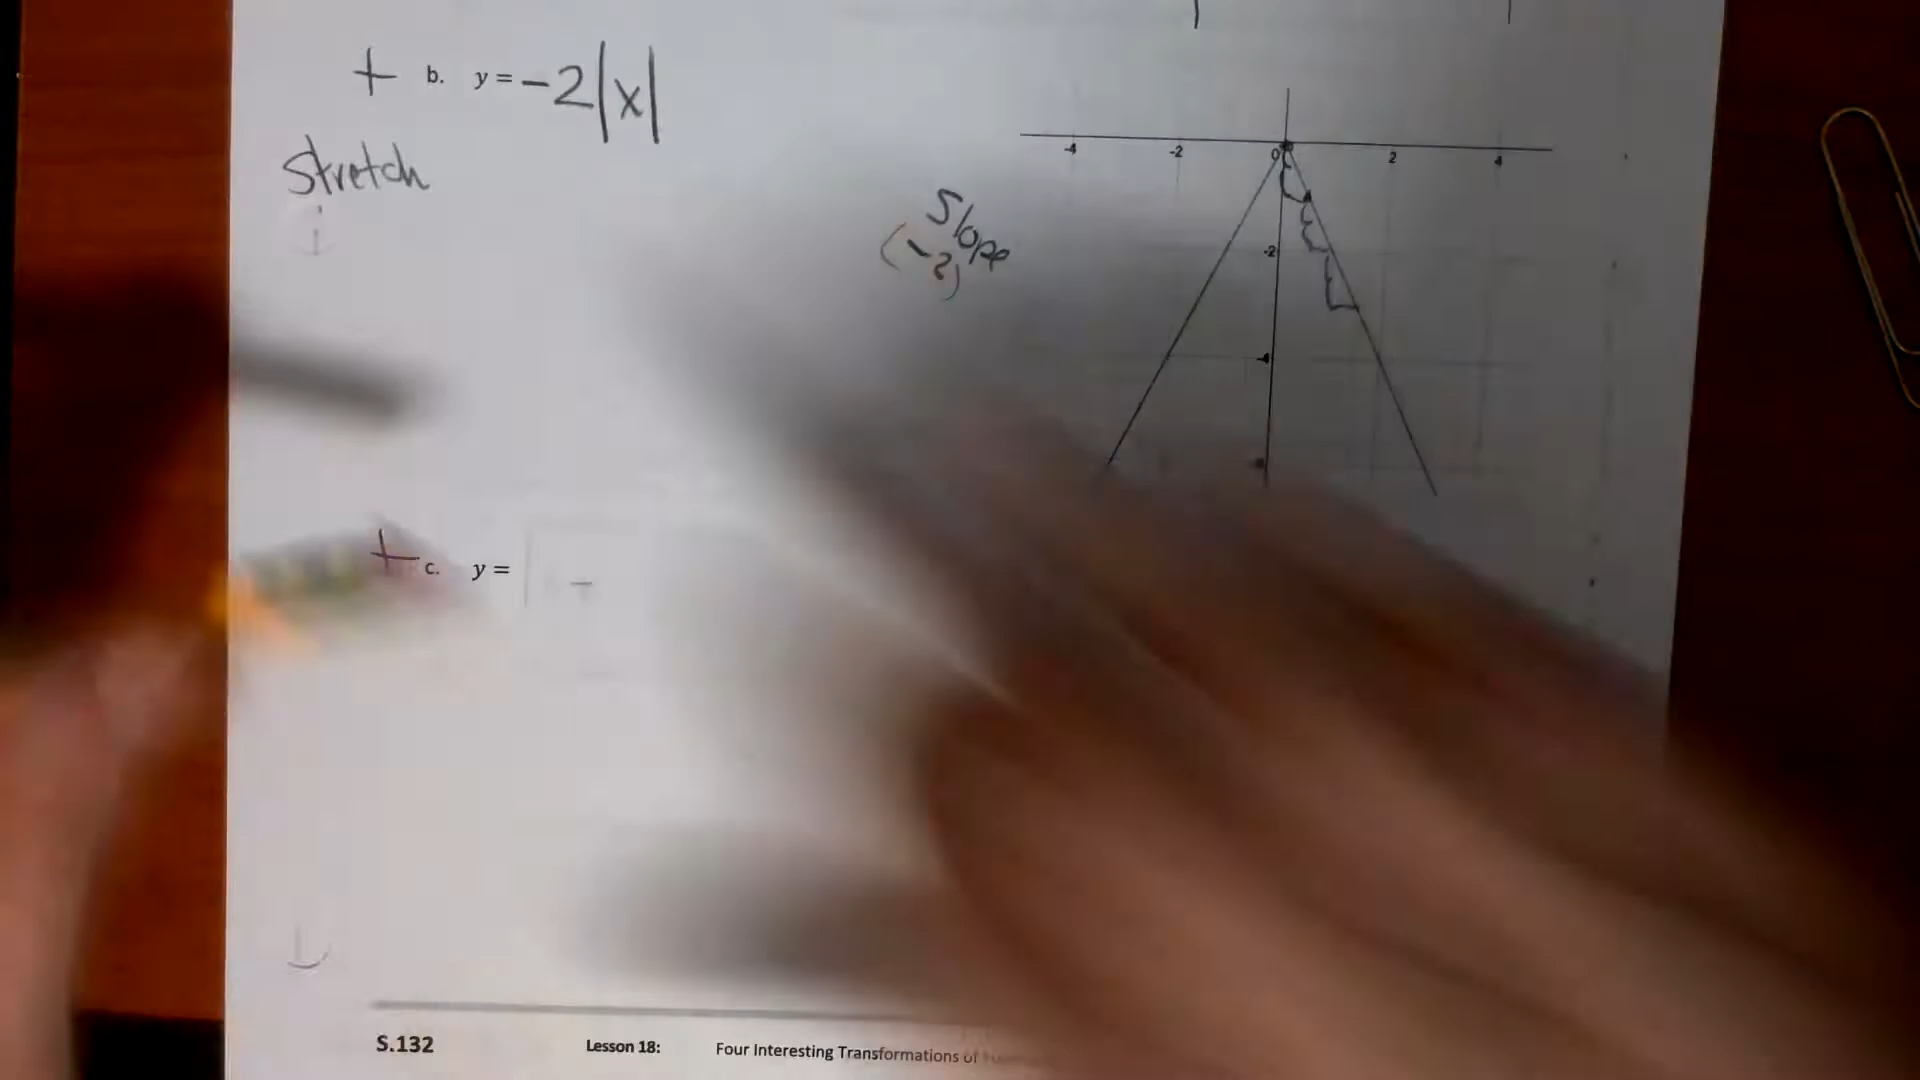 + b. y = -2|x|
Stretch
Slope
(-2)
-4 -2 0 2 4
-2
-4
+ c. y =
S.132 Lesson 18: Four Interesting Transformations of